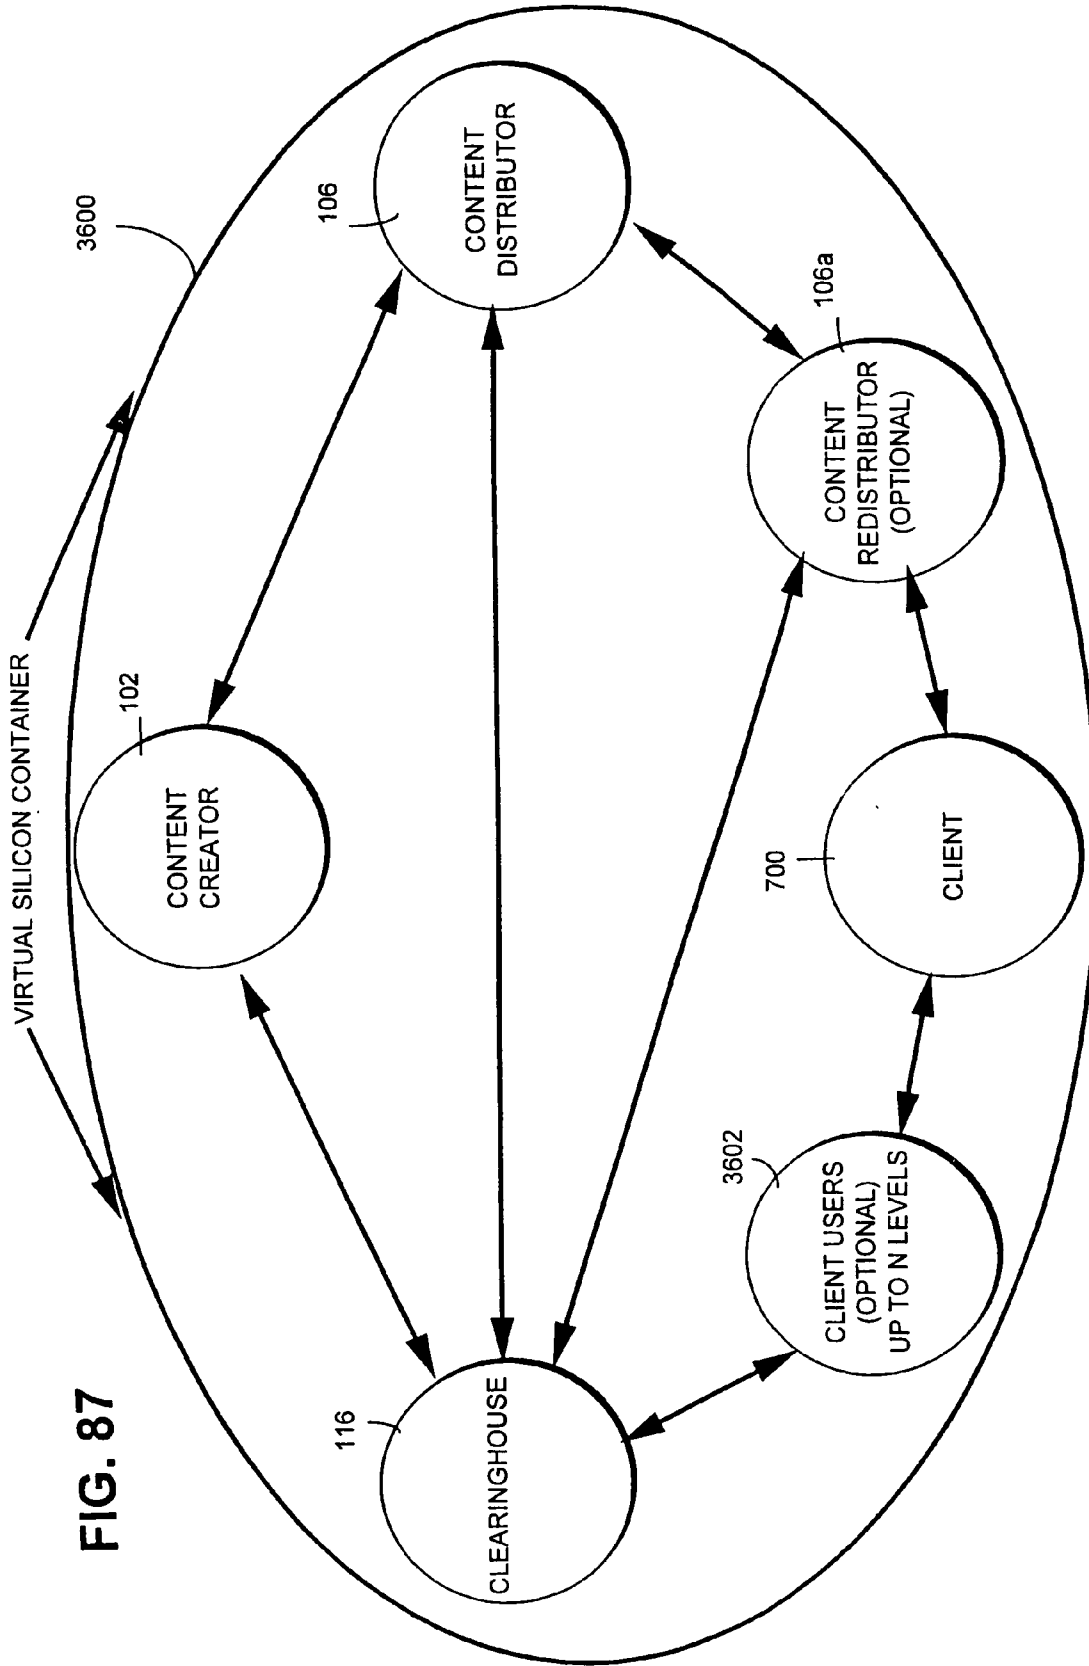 FIG. 87
VIRTUAL SILICON CONTAINER
3600
102
CONTENT
CREATOR
106
CONTENT
DISTRIBUTOR
116
CLEARINGHOUSE
106a
CONTENT
REDISTRIBUTOR
(OPTIONAL)
3602
CLIENT USERS
(OPTIONAL)
UP TO N LEVELS
700
CLIENT